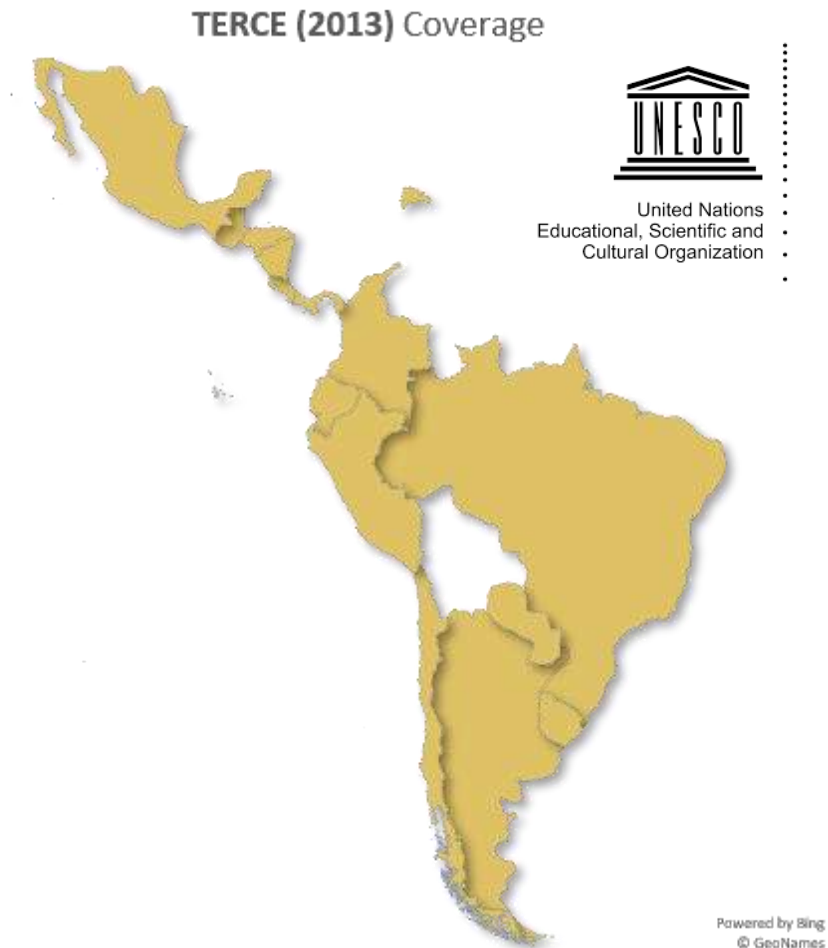 TERCE (2013) Coverage
UNESCO
United Nations
Educational, Scientific and
Cultural Organization
Powered by Bing
© GeoNames